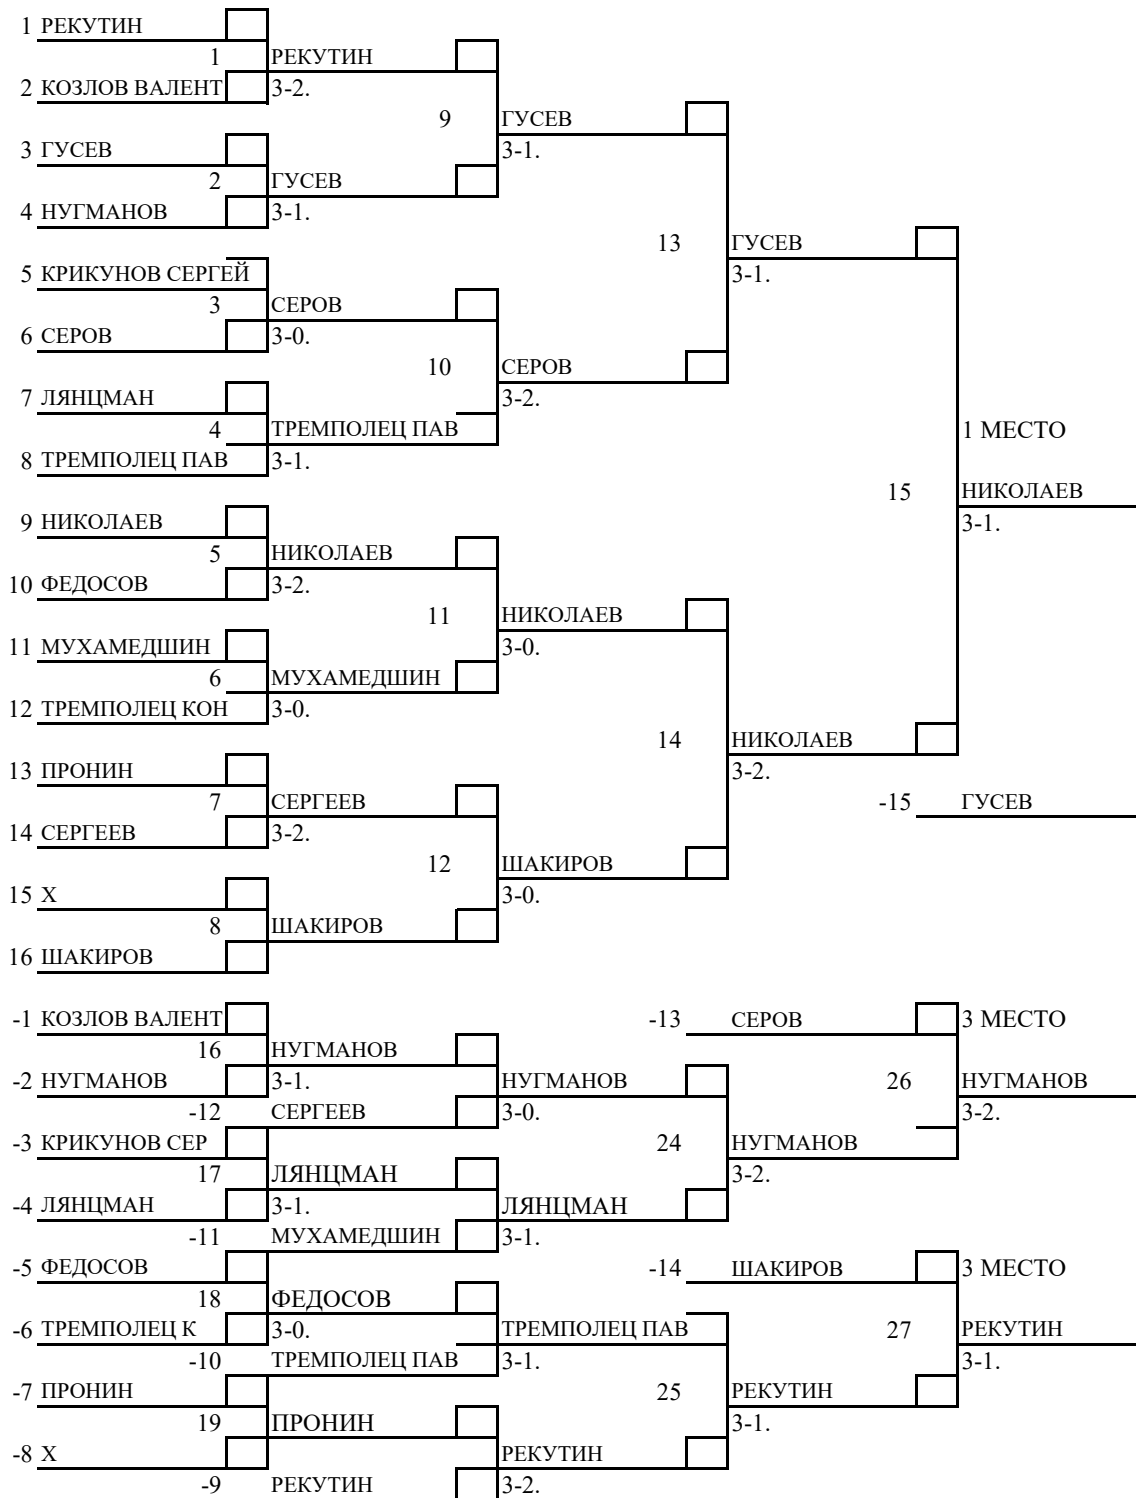 1 РЕКУТИН
1 РЕКУТИН
2 КОЗЛОВ ВАЛЕНТ 3-2.
9 ГУСЕВ
3 ГУСЕВ 3-1.
2 ГУСЕВ
4 НУГМАНОВ 3-1.
13 ГУСЕВ
5 КРИКУНОВ СЕРГЕЙ 3-1.
3 СЕРОВ
6 СЕРОВ 3-0.
10 СЕРОВ
7 ЛЯНЦМАН 3-2.
4 ТРЕМПОЛЕЦ ПАВ 1 МЕСТО
8 ТРЕМПОЛЕЦ ПАВ 3-1.
15 НИКОЛАЕВ
9 НИКОЛАЕВ 3-1.
5 НИКОЛАЕВ
10 ФЕДОСОВ 3-2.
11 НИКОЛАЕВ
11 МУХАМЕДШИН 3-0.
6 МУХАМЕДШИН
12 ТРЕМПОЛЕЦ КОН 3-0.
14 НИКОЛАЕВ
13 ПРОНИН 3-2.
7 СЕРГЕЕВ -15 ГУСЕВ
14 СЕРГЕЕВ 3-2.
12 ШАКИРОВ
15 Х 3-0.
8 ШАКИРОВ
16 ШАКИРОВ
-1 КОЗЛОВ ВАЛЕНТ -13 СЕРОВ 3 МЕСТО
16 НУГМАНОВ
-2 НУГМАНОВ 3-1. НУГМАНОВ 26 НУГМАНОВ
-12 СЕРГЕЕВ 3-0. 3-2.
-3 КРИКУНОВ СЕР 24 НУГМАНОВ
17 ЛЯНЦМАН 3-2.
-4 ЛЯНЦМАН 3-1. ЛЯНЦМАН
-11 МУХАМЕДШИН 3-1.
-5 ФЕДОСОВ -14 ШАКИРОВ 3 МЕСТО
18 ФЕДОСОВ
-6 ТРЕМПОЛЕЦ К 3-0. ТРЕМПОЛЕЦ ПАВ 27 РЕКУТИН
-10 ТРЕМПОЛЕЦ ПАВ 3-1. 3-1.
-7 ПРОНИН 25 РЕКУТИН
19 ПРОНИН 3-1.
-8 Х РЕКУТИН
-9 РЕКУТИН 3-2.